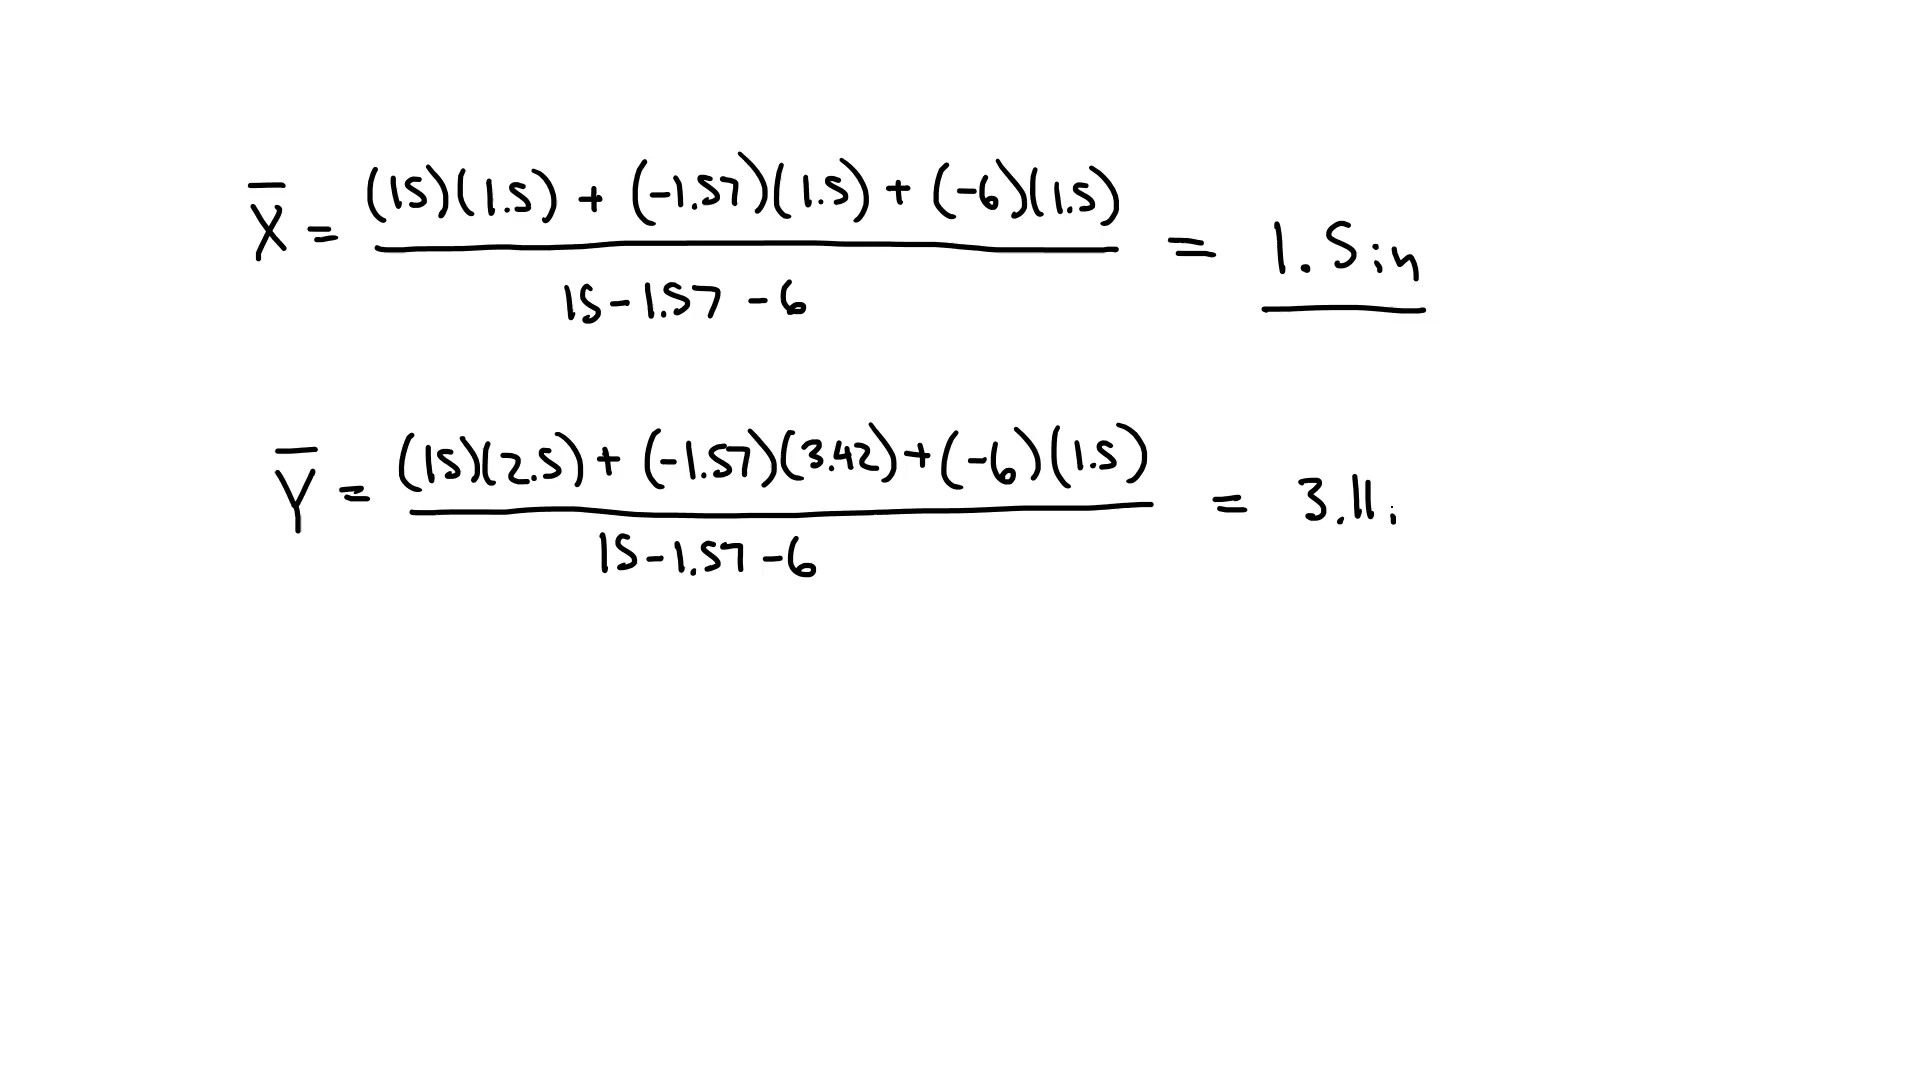 X̄ = (15)(1.5) + (-1.57)(1.5) + (-6)(1.5) = 1.5in
15 - 1.57 - 6
Ȳ = (15)(2.5) + (-1.57)(3.42) + (-6)(1.5) = 3.11i
15 - 1.57 - 6